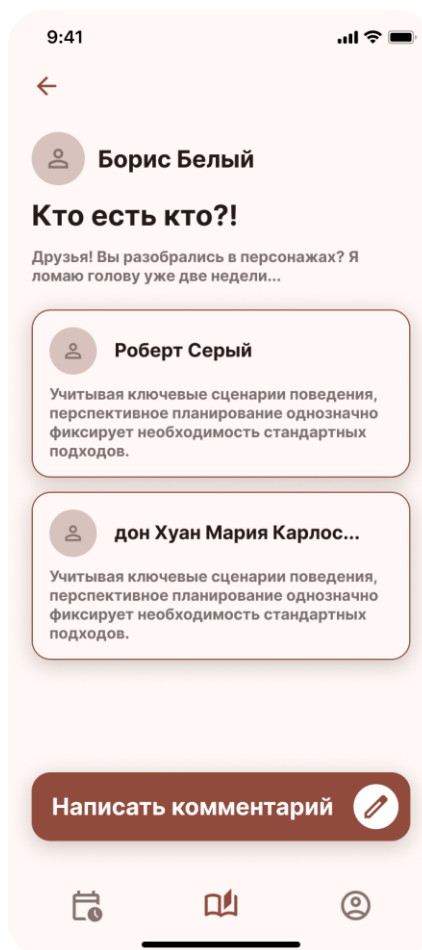 9:41
Борис Белый
Кто есть кто?!
Друзья! Вы разобрались в персонажах? Я
ломаю голову уже две недели...
Роберт Серый
Учитывая ключевые сценарии поведения,
перспективное планирование однозначно
фиксирует необходимость стандартных
подходов.
дон Хуан Мария Карлос...
Учитывая ключевые сценарии поведения,
перспективное планирование однозначно
фиксирует необходимость стандартных
подходов.
Написать комментарий